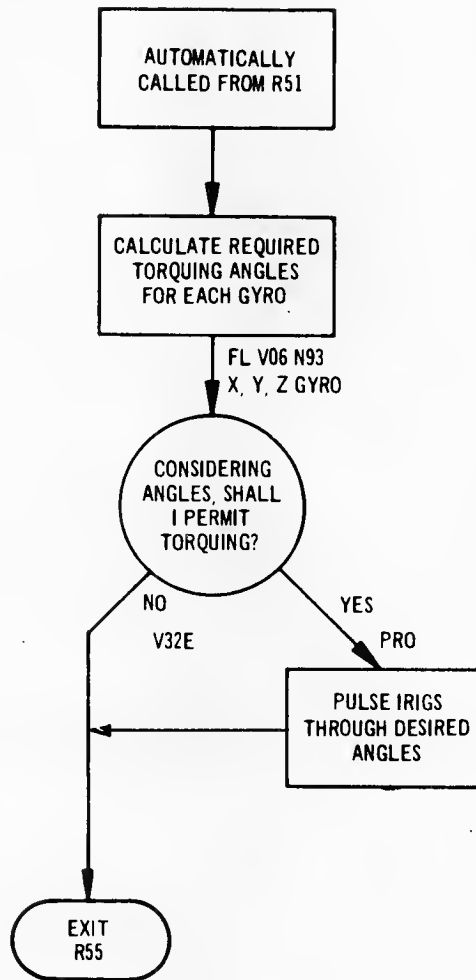 AUTOMATICALLY
CALLED FROM R51
CALCULATE REQUIRED
TORQUING ANGLES
FOR EACH GYRO
FL V06 N93
X, Y, Z GYRO
CONSIDERING
ANGLES, SHALL
I PERMIT
TORQUING?
NO
V32E
YES
PRO
PULSE IRIGS
THROUGH DESIRED
ANGLES
EXIT
R55